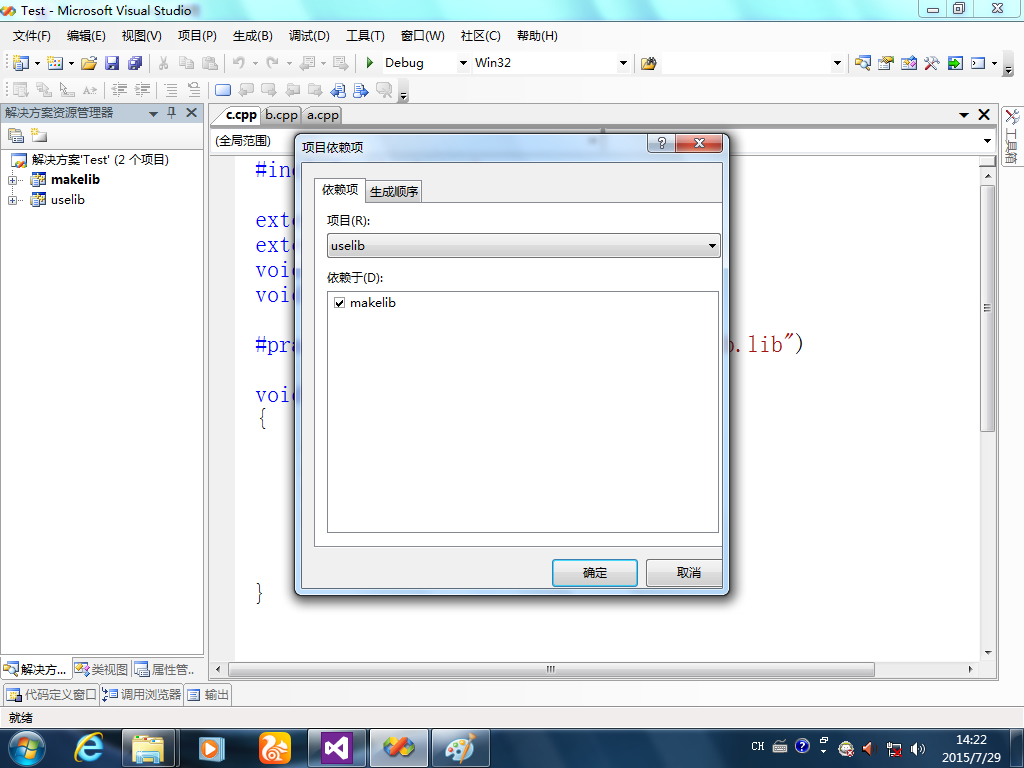 Test - Microsoft Visual Studio
文件(F) 编辑(E) 视图(V) 项目(P) 生成(B) 调试(D) 工具(T) 窗口(W) 社区(C) 帮助(H)
Debug Win32
解决方案资源管理器
c.cpp b.cpp a.cpp
工具箱
(全局范围)
解决方案'Test' (2 个项目)
makelib
uselib
#in
exte
exte
voi
voi
#pra
b.lib")
voi
{
}
项目依赖项
依赖项 生成顺序
项目(R):
uselib
依赖于(D):
makelib
确定 取消
解决方... 类视图 属性管...
代码定义窗口 调用浏览器 输出
就绪
CH
14:22
2015/7/29